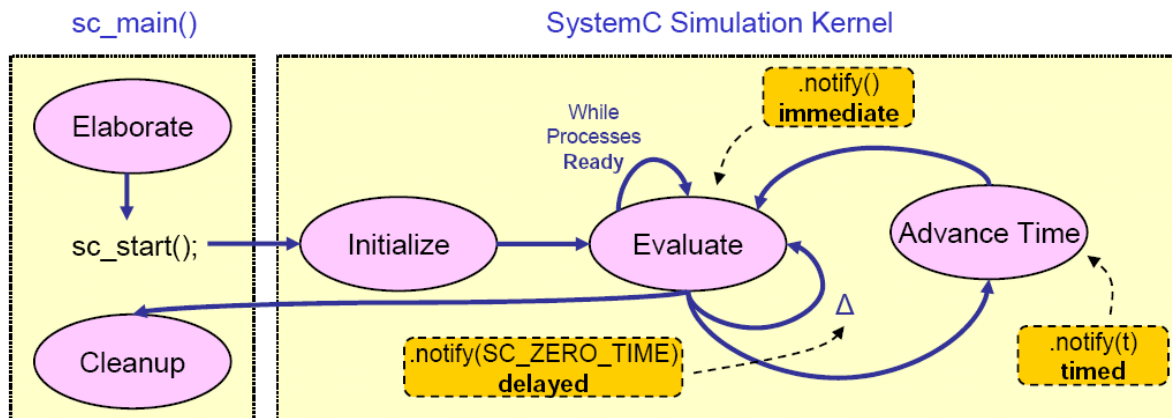 sc_main()
SystemC Simulation Kernel
Elaborate
sc_start();
Cleanup
Initialize
While
Processes
Ready
Evaluate
.notify()
immediate
Advance Time
Δ
.notify(SC_ZERO_TIME)
delayed
.notify(t)
timed